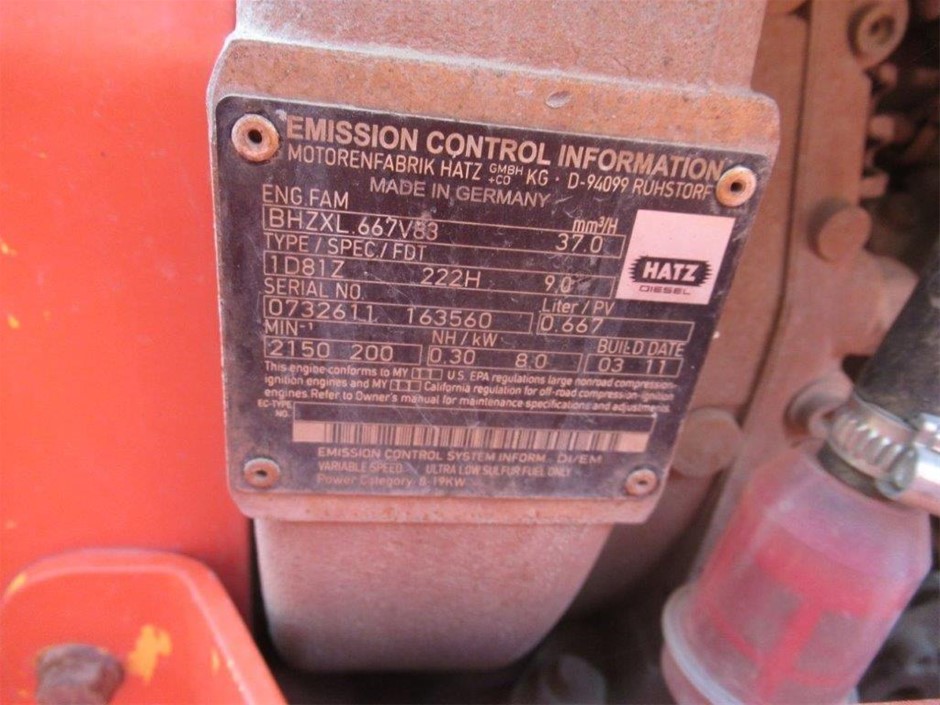 EMISSION CONTROL INFORMATION
MOTORENFABRIK HATZ GMBH +CO KG · D-94099 RUHSTORF
MADE IN GERMANY
ENG.FAM mm³/H
BHZXL.667V83 37.0
TYPE / SPEC./ FDT
1D81Z 222H 9.0
HATZ
DIESEL
SERIAL NO. Liter / PV
0732611 163560 0.667
MIN-¹ NH / kW BUILD DATE
2150 200 0.30 8.0 03 11
This engine conforms to MY 11 U.S. EPA regulations large nonroad compression-
ignition engines and MY 11 California regulation for off-road compression-ignition
engines. Refer to Owner's manual for maintenance specifications and adjustments.
EC-TYPE
NO.
EMISSION CONTROL SYSTEM INFORM. DI/EM
VARIABLE SPEED ULTRA LOW SULFUR FUEL ONLY
Power Category: 8-19KW